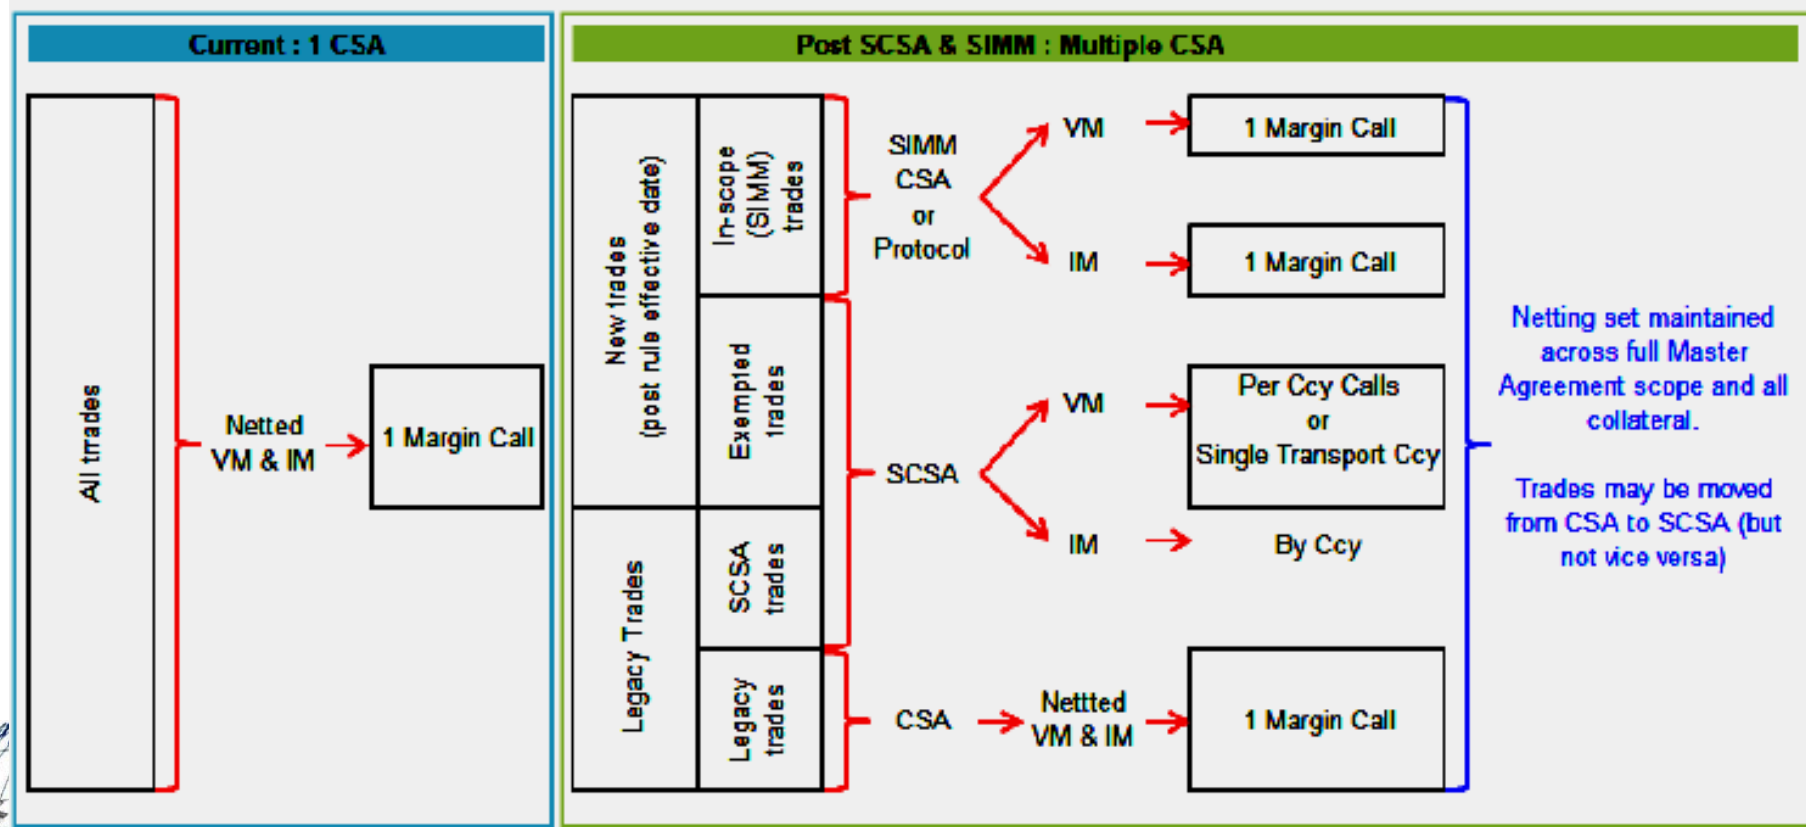 Current : 1 CSA
All trrades
Netted
VM & IM
1 Margin Call
Post SCSA & SIMM : Multiple CSA
New trades
(post rule effective date)
In-scope
(SIMM)
trades
Exempted
trades
Legacy Trades
SCSA
trades
Legacy
trades
SIMM
CSA
or
Protocol
VM
1 Margin Call
IM
1 Margin Call
SCSA
VM
Per Ccy Calls
or
Single Transport Ccy
IM
By Ccy
CSA
Nettted
VM & IM
1 Margin Call
Netting set maintained
across full Master
Agreement scope and all
collateral.
Trades may be moved
from CSA to SCSA (but
not vice versa)